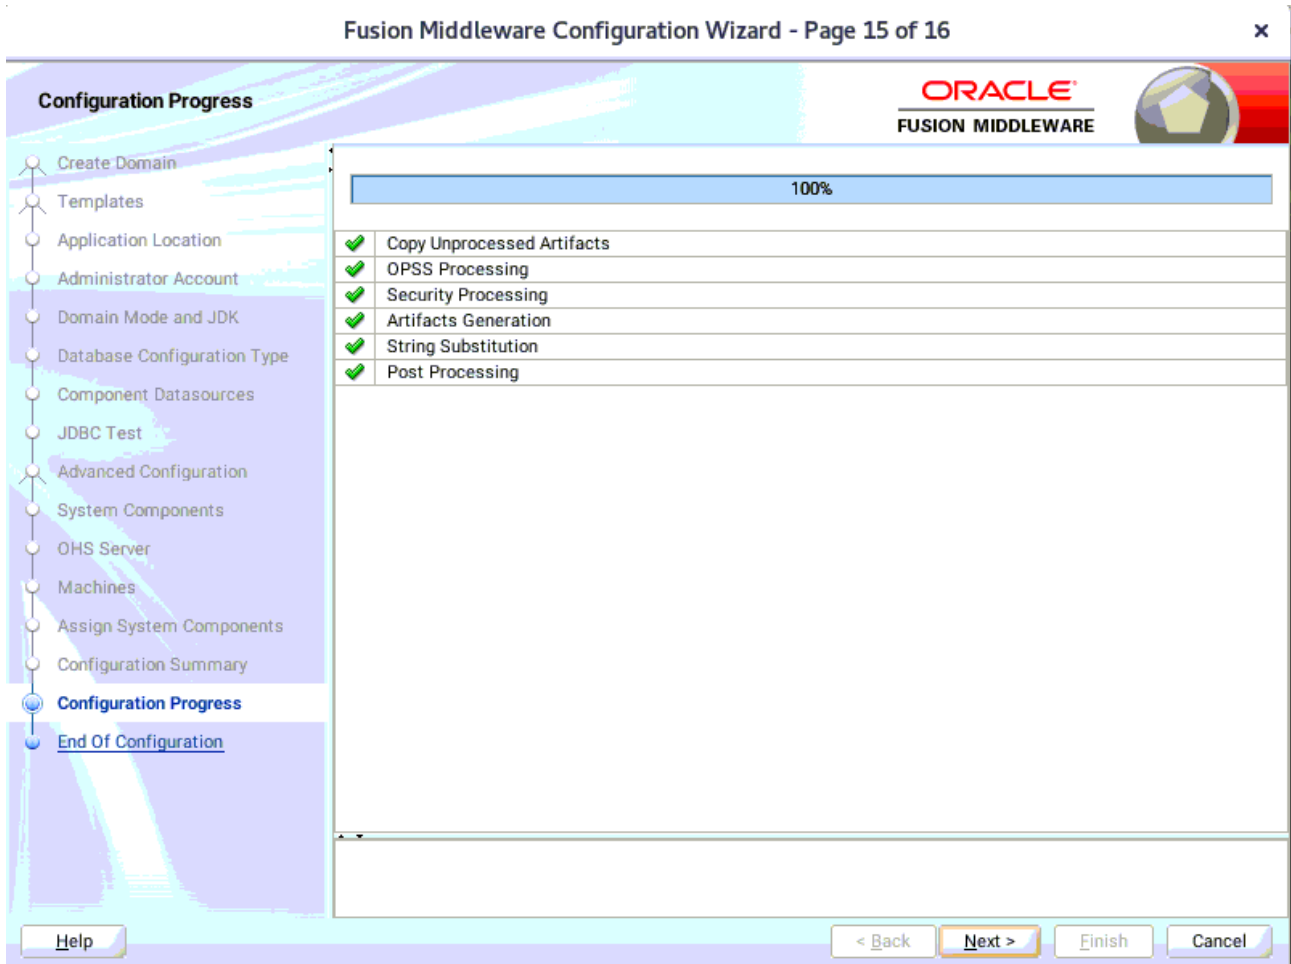 Fusion Middleware Configuration Wizard - Page 15 of 16
×
Configuration Progress
ORACLE
FUSION MIDDLEWARE
Create Domain
Templates
Application Location
Administrator Account
Domain Mode and JDK
Database Configuration Type
Component Datasources
JDBC Test
Advanced Configuration
System Components
OHS Server
Machines
Assign System Components
Configuration Summary
Configuration Progress
End Of Configuration
100%
Copy Unprocessed Artifacts
OPSS Processing
Security Processing
Artifacts Generation
String Substitution
Post Processing
Help
< Back
Next >
Finish
Cancel